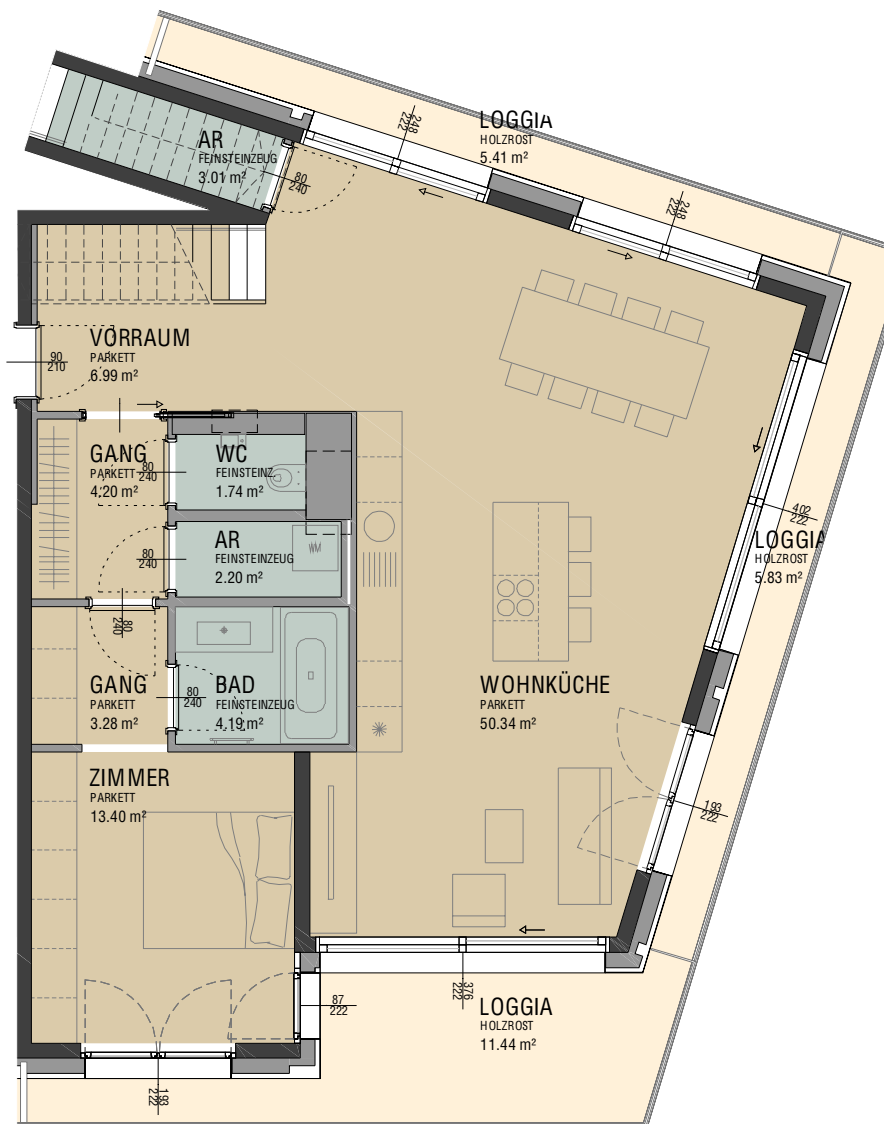 LOGGIA
HOLZROST
5.41 m²
248
222
AR
FEINSTEINZEUG
3.01 m²
80
240
248
222
VORRAUM
PARKETT
6.99 m²
90
210
GANG
PARKETT
4.20 m²
80
240
WC
FEINSTEINZ.
1.74 m²
402
222
LOGGIA
HOLZROST
5.83 m²
AR
FEINSTEINZEUG
2.20 m²
WM
80
240
80
240
GANG
PARKETT
3.28 m²
80
240
BAD
FEINSTEINZEUG
4.19 m²
WOHNKÜCHE
PARKETT
50.34 m²
ZIMMER
PARKETT
13.40 m²
193
222
87
222
376
222
LOGGIA
HOLZROST
11.44 m²
193
222